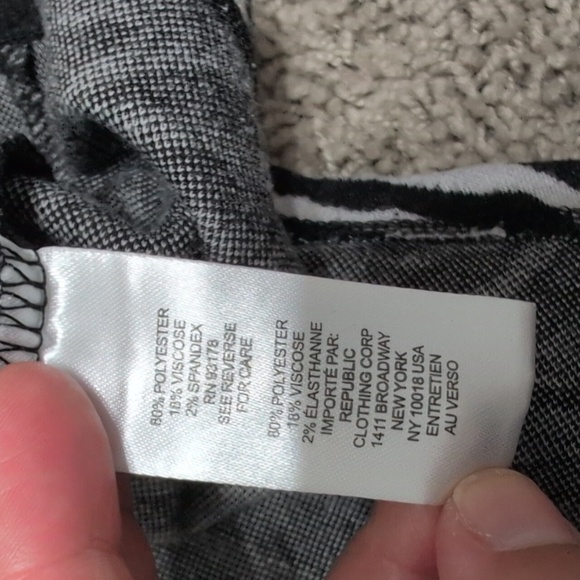 80% POLYESTER
18% VISCOSE
2% SPANDEX
RN 93178
SEE REVERSE
FOR CARE
80% POLYESTER
18% VISCOSE
2% ÉLASTHANNE
IMPORTÉ PAR:
REPUBLIC
CLOTHING CORP
1411 BROADWAY
NEW YORK
NY 10018 USA
ENTRETIEN
AU VERSO